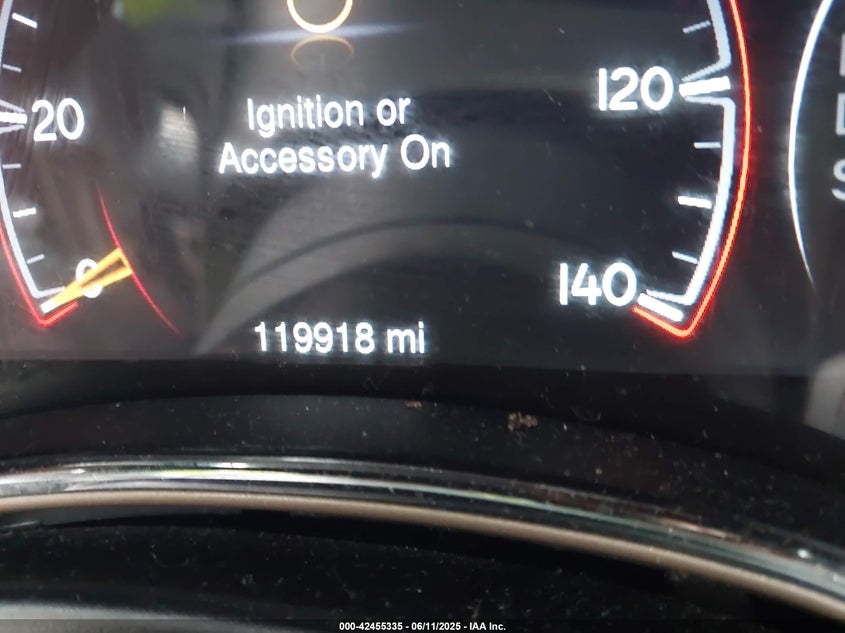 Ignition or
Accessory On
20
120
0
140
119918 mi
000-42455335 - 06/11/2025 - IAA Inc.